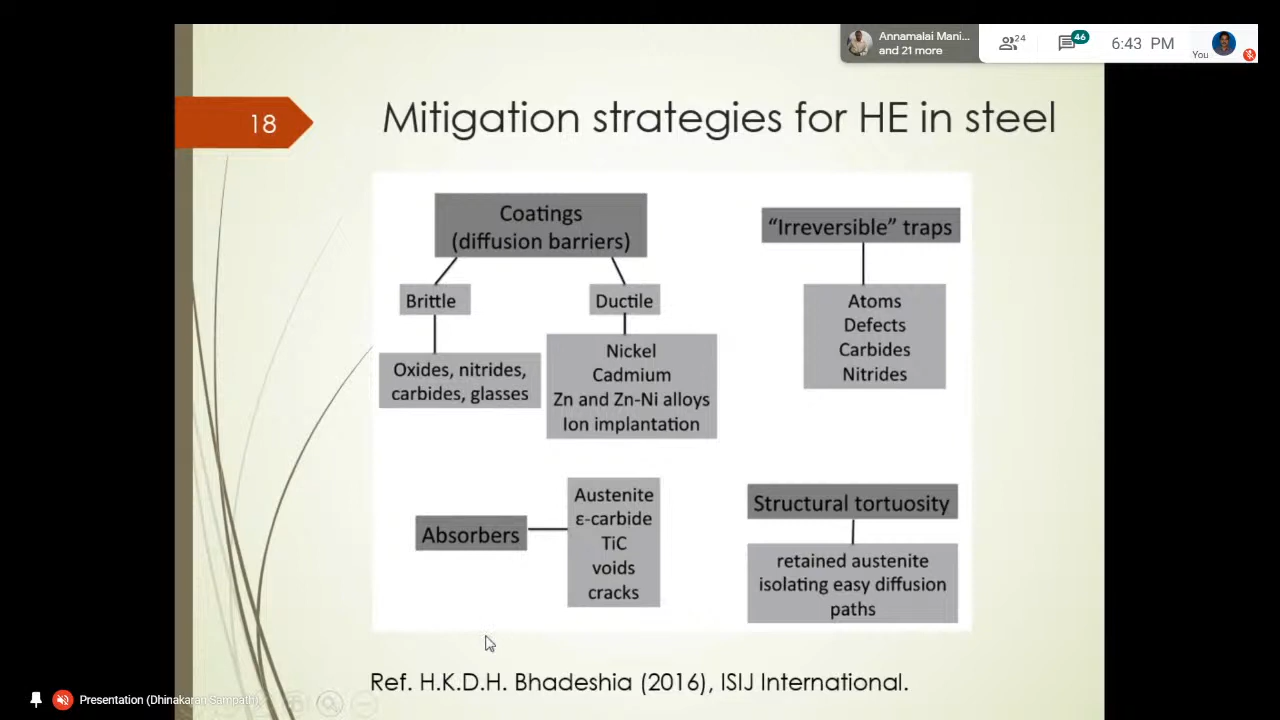 Annamalai Mani...
and 21 more
24
46
6:43 PM
You
18
Mitigation strategies for HE in steel
Coatings
(diffusion barriers)
Brittle
Oxides, nitrides,
carbides, glasses
Ductile
Nickel
Cadmium
Zn and Zn-Ni alloys
Ion implantation
“Irreversible” traps
Atoms
Defects
Carbides
Nitrides
Absorbers
Austenite
ε-carbide
TiC
voids
cracks
Structural tortuosity
retained austenite
isolating easy diffusion
paths
Ref. H.K.D.H. Bhadeshia (2016), ISIJ International.
Presentation (Dhinakaran Sampath)